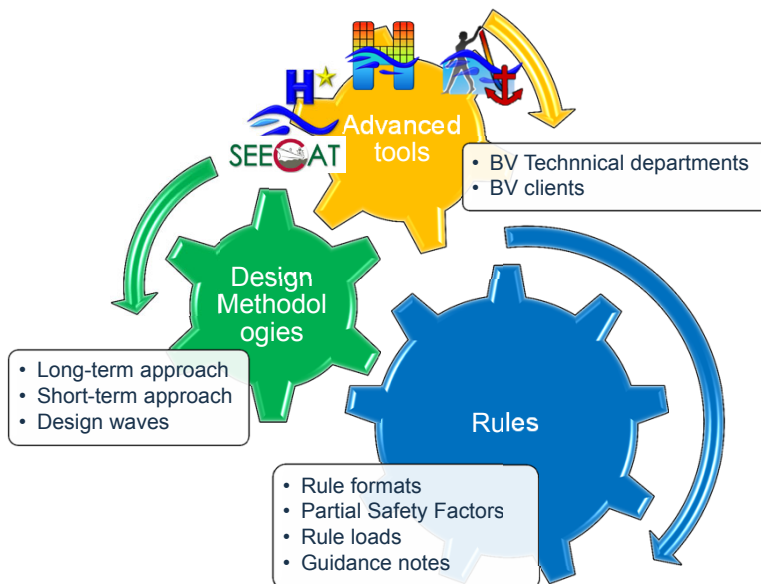 H
H
SEECAT
Advanced
tools
• BV Technnical departments
• BV clients
Design
Methodol
ogies
• Long-term approach
• Short-term approach
• Design waves
Rules
• Rule formats
• Partial Safety Factors
• Rule loads
• Guidance notes